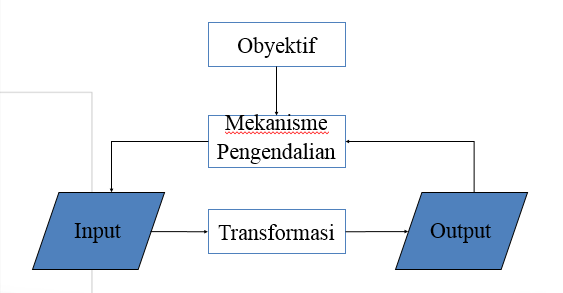 Obyektif
Mekanisme
Pengendalian
Input
Transformasi
Output